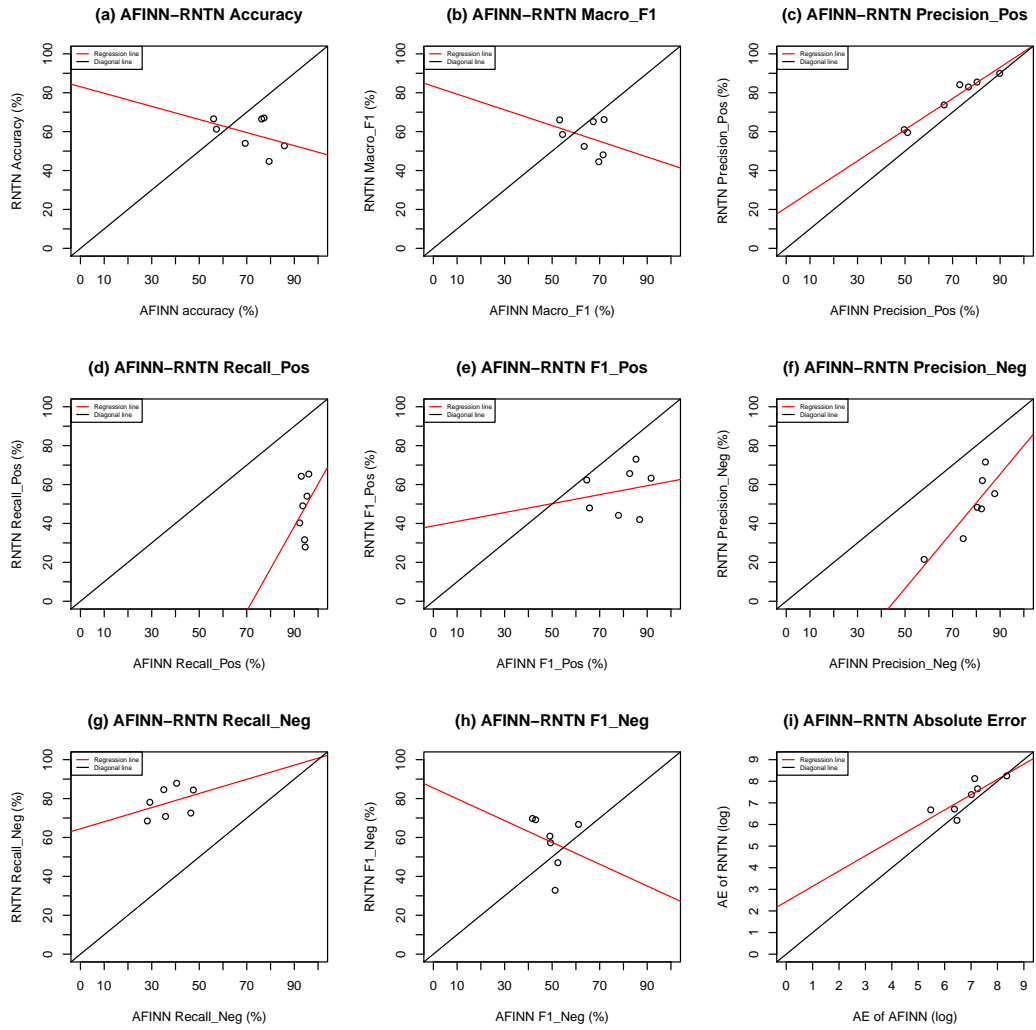 (a) AFINN−RNTN Accuracy
Regression line
Diagonal line
RNTN Accuracy (%)
0 20 40 60 80 100
0 10 30 50 70 90
AFINN accuracy (%)
(b) AFINN−RNTN Macro_F1
Regression line
Diagonal line
RNTN Macro_F1 (%)
0 20 40 60 80 100
0 10 30 50 70 90
AFINN Macro_F1 (%)
(c) AFINN−RNTN Precision_Pos
Regression line
Diagonal line
RNTN Precision_Pos (%)
0 20 40 60 80 100
0 10 30 50 70 90
AFINN Precision_Pos (%)
(d) AFINN−RNTN Recall_Pos
Regression line
Diagonal line
RNTN Recall_Pos (%)
0 20 40 60 80 100
0 10 30 50 70 90
AFINN Recall_Pos (%)
(e) AFINN−RNTN F1_Pos
Regression line
Diagonal line
RNTN F1_Pos (%)
0 20 40 60 80 100
0 10 30 50 70 90
AFINN F1_Pos (%)
(f) AFINN−RNTN Precision_Neg
Regression line
Diagonal line
RNTN Precision_Neg (%)
0 20 40 60 80 100
0 10 30 50 70 90
AFINN Precision_Neg (%)
(g) AFINN−RNTN Recall_Neg
Regression line
Diagonal line
RNTN Recall_Neg (%)
0 20 40 60 80 100
0 10 30 50 70 90
AFINN Recall_Neg (%)
(h) AFINN−RNTN F1_Neg
Regression line
Diagonal line
RNTN F1_Neg (%)
0 20 40 60 80 100
0 10 30 50 70 90
AFINN F1_Neg (%)
(i) AFINN−RNTN Absolute Error
Regression line
Diagonal line
AE of RNTN (log)
0 1 2 3 4 5 6 7 8 9
0 1 2 3 4 5 6 7 8 9
AE of AFINN (log)